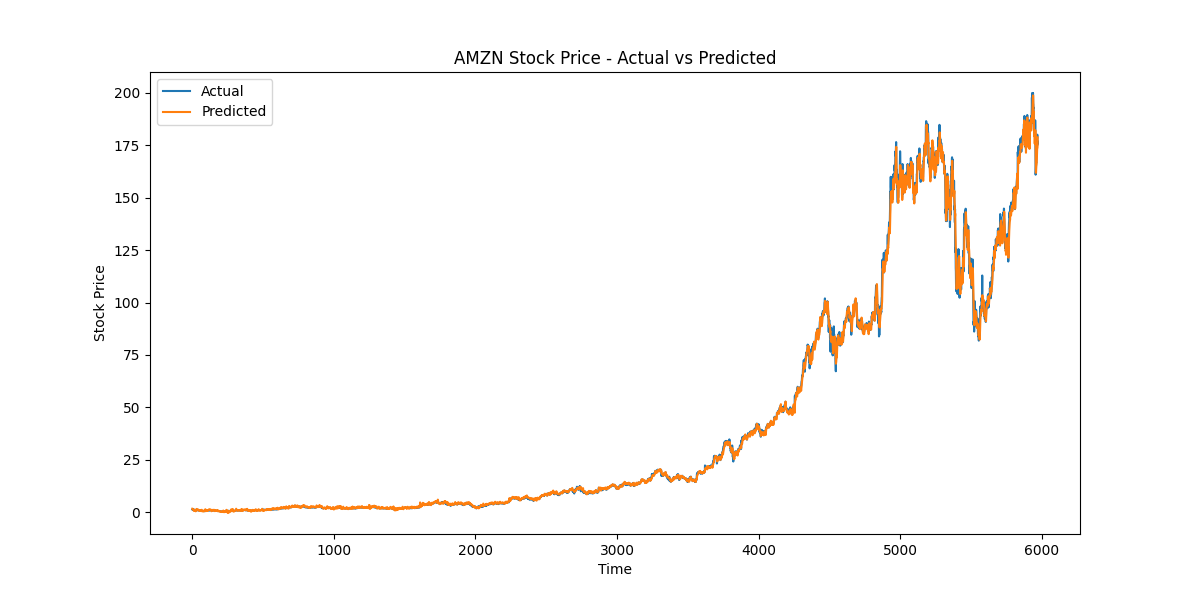 AMZN Stock Price - Actual vs Predicted
Actual
Predicted
200
175
150
125
100
75
50
25
0
Stock Price
0 1000 2000 3000 4000 5000 6000
Time